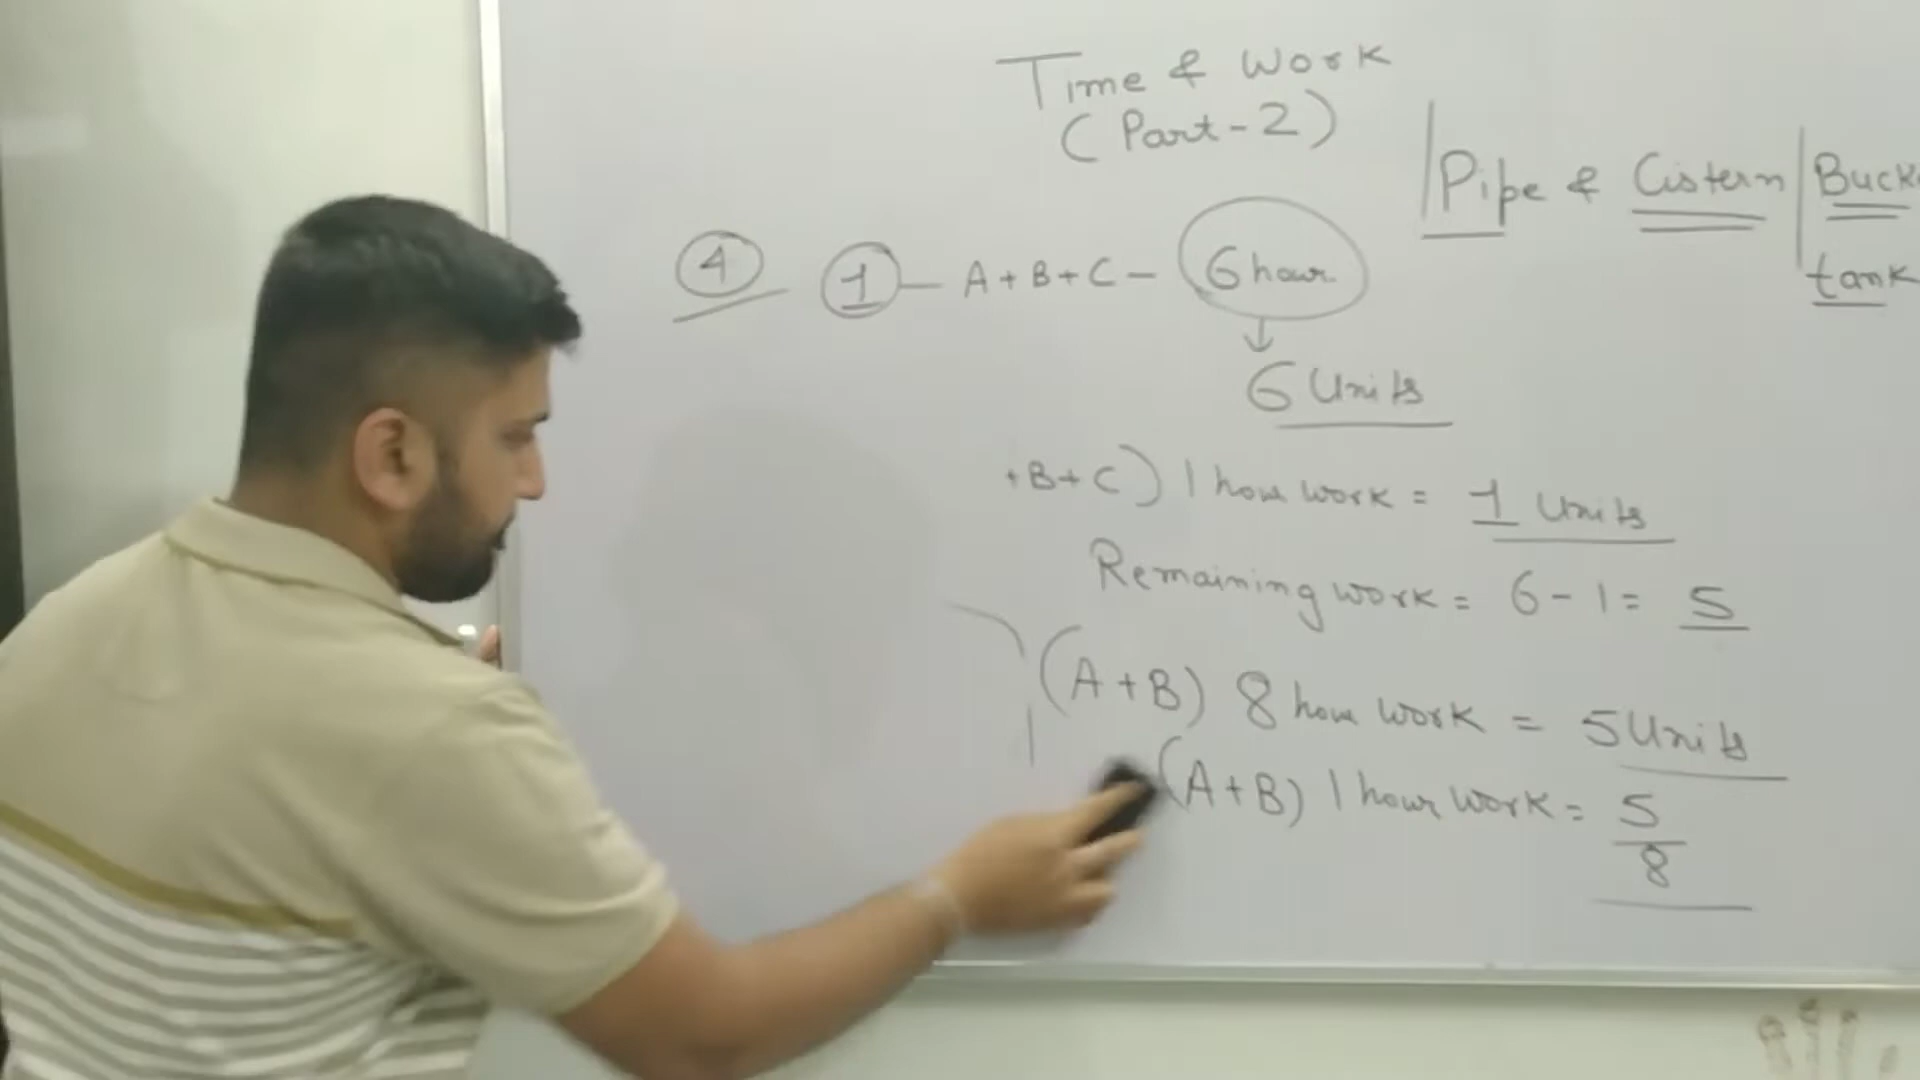 Time & Work
(Part-2)
Pipe & Cistern
Buck
tank
4 1 - A+B+C - 6 hour
↓
6 Units
+B+C) 1 hour work = 1 Units
Remaining work = 6-1 = 5
(A+B) 8 hour work = 5 Units
(A+B) 1 hour work = 5/8